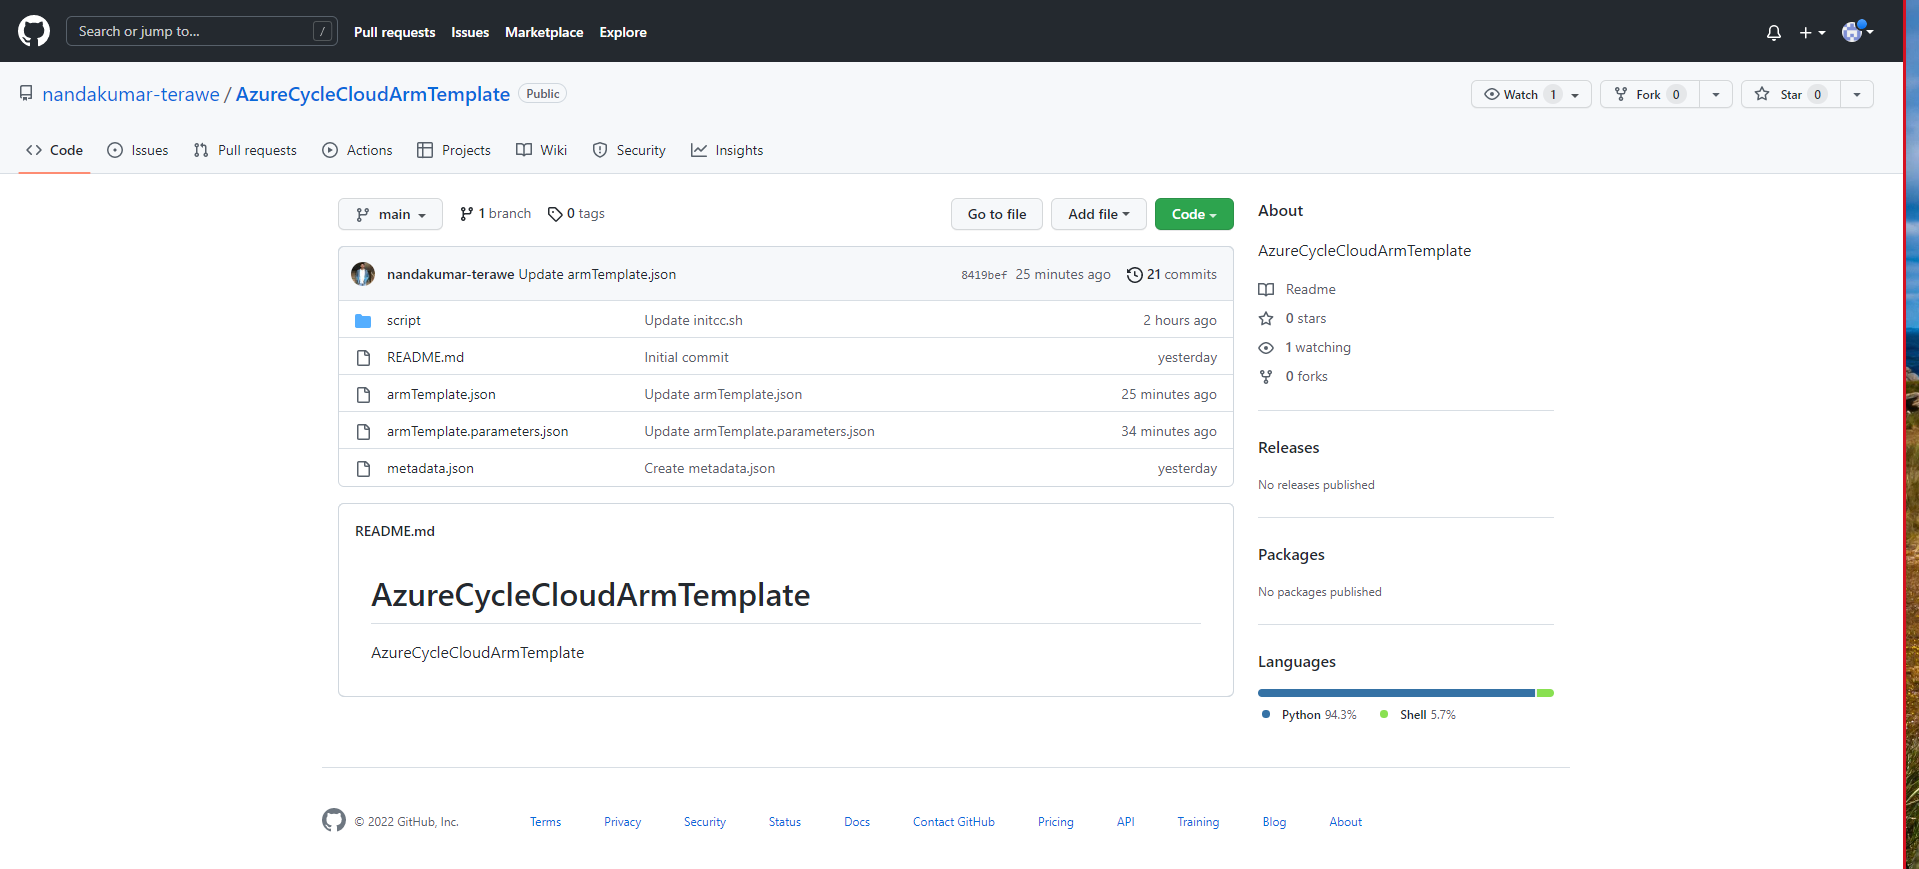 Search or jump to... / Pull requests Issues Marketplace Explore
nandakumar-terawe / AzureCycleCloudArmTemplate Public Watch 1 Fork 0 Star 0
Code Issues Pull requests Actions Projects Wiki Security Insights
main 1 branch 0 tags Go to file Add file Code
nandakumar-terawe Update armTemplate.json 8419bef 25 minutes ago 21 commits
script Update initcc.sh 2 hours ago
README.md Initial commit yesterday
armTemplate.json Update armTemplate.json 25 minutes ago
armTemplate.parameters.json Update armTemplate.parameters.json 34 minutes ago
metadata.json Create metadata.json yesterday
README.md
AzureCycleCloudArmTemplate
AzureCycleCloudArmTemplate
About
AzureCycleCloudArmTemplate
Readme
0 stars
1 watching
0 forks
Releases
No releases published
Packages
No packages published
Languages
Python 94.3% Shell 5.7%
© 2022 GitHub, Inc. Terms Privacy Security Status Docs Contact GitHub Pricing API Training Blog About